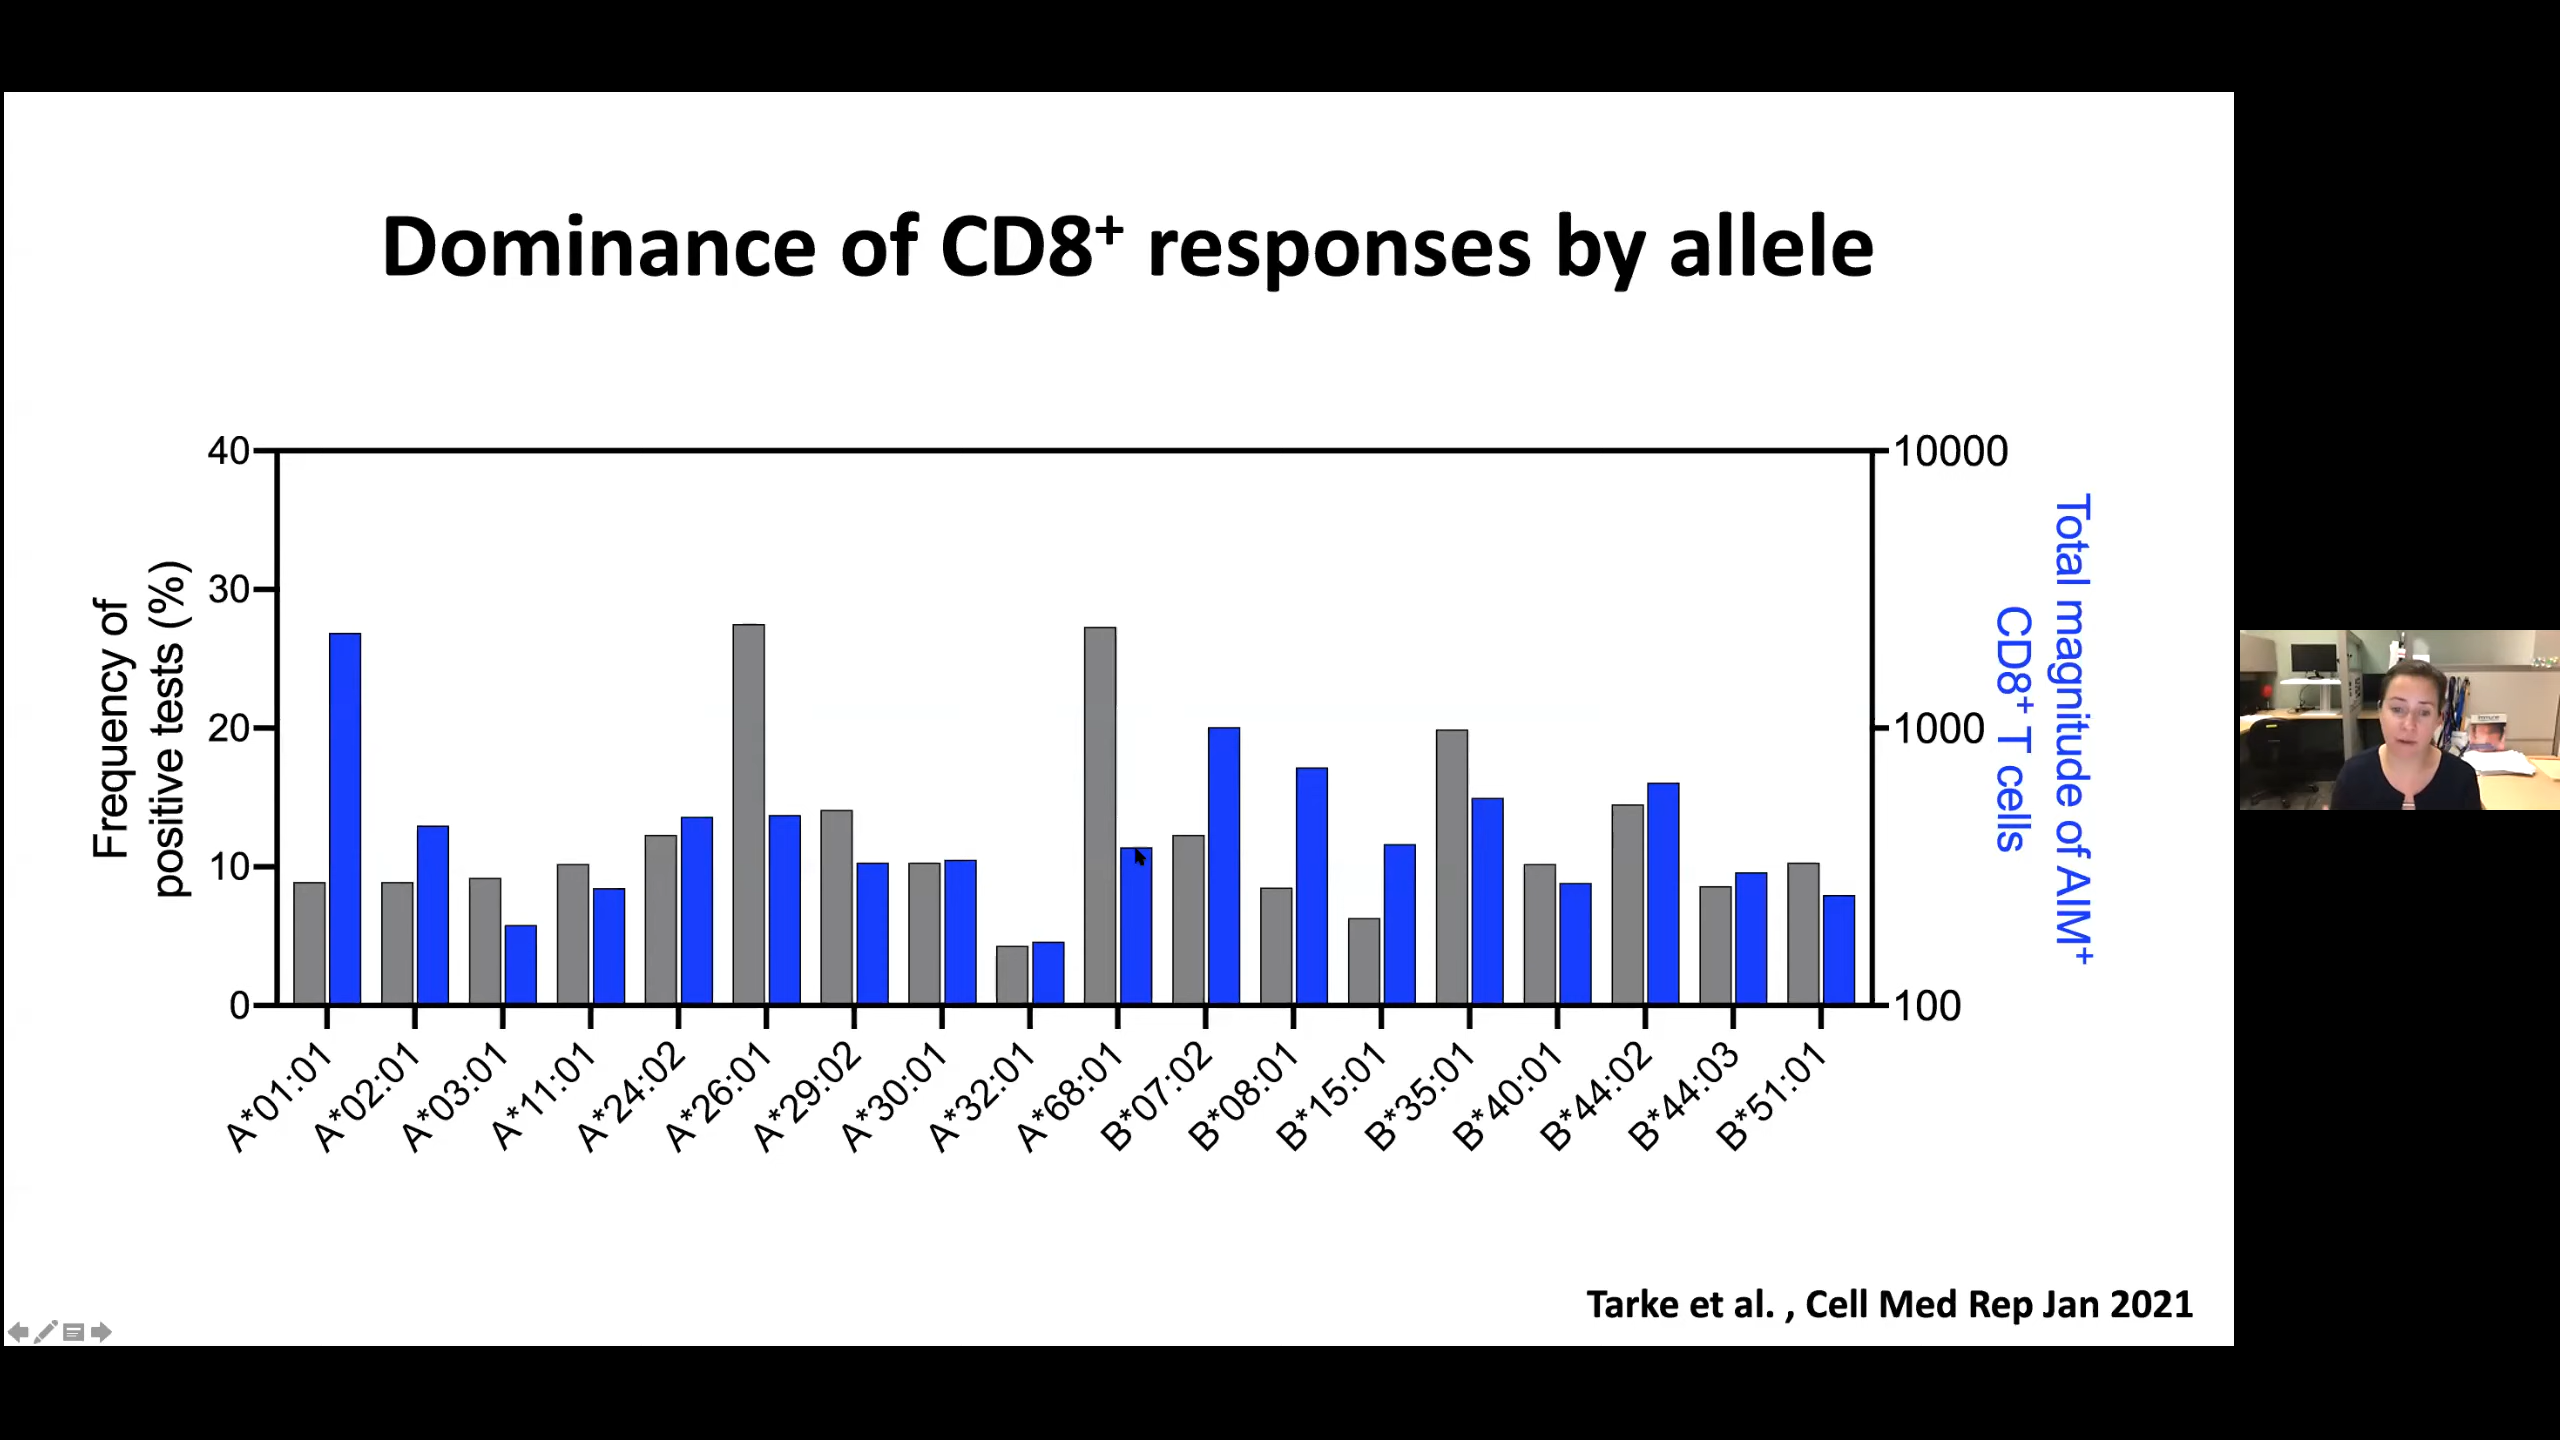 Dominance of CD8⁺ responses by allele
Frequency of
positive tests (%)
40
30
20
10
0
10000
1000
100
Total magnitude of AIM⁺
CD8⁺ T cells
A*01:01
A*02:01
A*03:01
A*11:01
A*24:02
A*26:01
A*29:02
A*30:01
A*32:01
A*68:01
B*07:02
B*08:01
B*15:01
B*35:01
B*40:01
B*44:02
B*44:03
B*51:01
Tarke et al. , Cell Med Rep Jan 2021